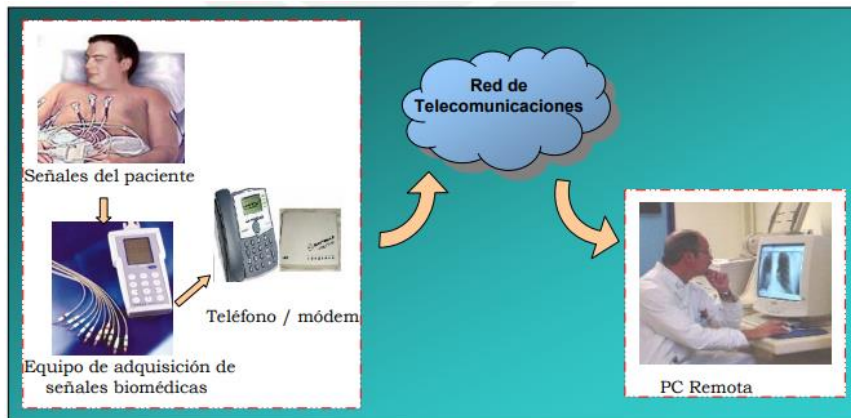 Señales del paciente
Equipo de adquisición de
señales biomédicas
Teléfono / módem
Red de
Telecomunicaciones
PC Remota